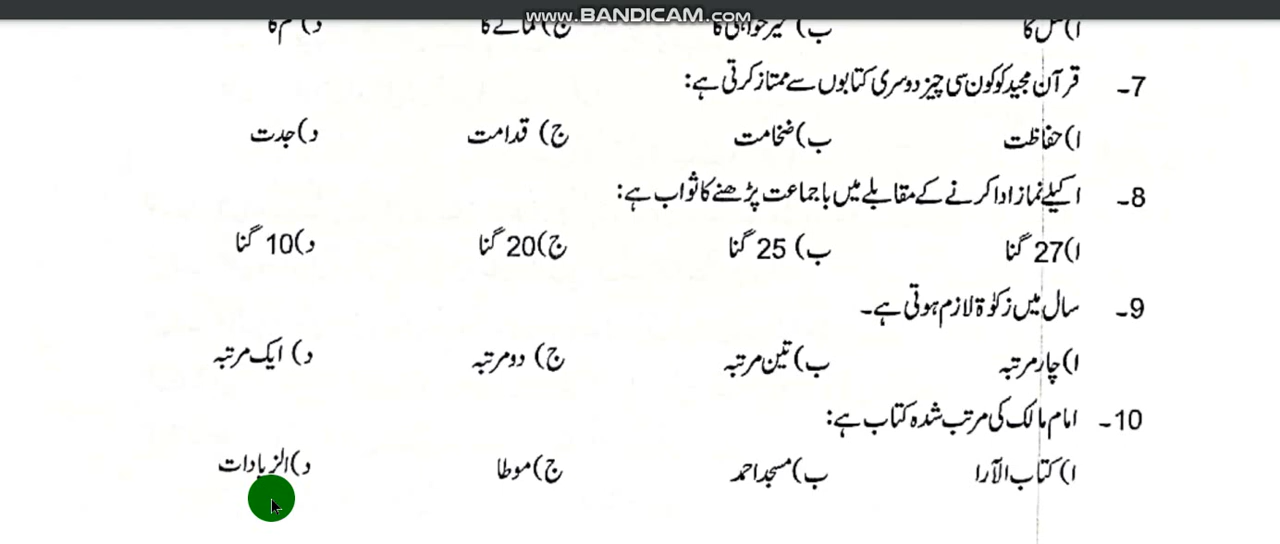 www.BANDICAM.com
7۔ قرآن مجید کو کون سی چیز دوسری کتابوں سے ممتاز کرتی ہے:
ا) حفاظت ب) ضخامت ج) قدامت د) جدت
8۔ اکیلے نماز ادا کرنے کے مقابلے میں باجماعت پڑھنے کا ثواب ہے:
ا) 27 گنا ب) 25 گنا ج) 20 گنا د) 10 گنا
9۔ سال میں زکوٰۃ لازم ہوتی ہے۔
ا) چار مرتبہ ب) تین مرتبہ ج) دو مرتبہ د) ایک مرتبہ
10۔ امام مالک کی مرتب شدہ کتاب ہے:
ا) کتاب الآرا ب) مسجد احمد ج) موطا د) الزیادات